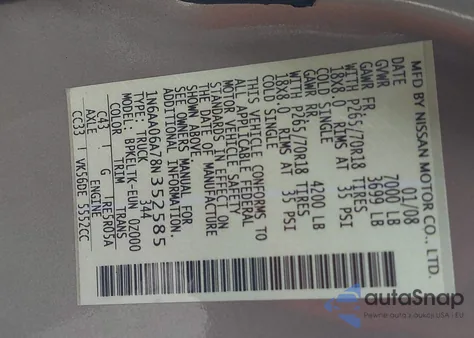 MFD BY NISSAN MOTOR CO., LTD.
DATE 01/08
GVWR 7000 LB
GAWR FR 3699 LB
WITH P265/70R18 TIRES
18X8.0 RIMS AT 35 PSI
COLD SINGLE
GAWR RR 4200 LB
WITH P265/70R18 TIRES
18X8.0 RIMS AT 35 PSI
COLD SINGLE
THIS VEHICLE CONFORMS TO
ALL APPLICABLE FEDERAL
MOTOR VEHICLE SAFETY
STANDARDS IN EFFECT ON
THE DATE OF MANUFACTURE
SHOWN ABOVE.
SEE OWNERS MANUAL FOR
ADDITIONAL INFORMATION.
1N6AA06A78N352585
TYPE: TRUCK 344
MODEL: BPKELTK-EUN 0Z000
COLOR TRIM TRANS
C43 G RE5R05A
AXLE ENGINE
CC33 VK56DE 5552CC
autoSnap